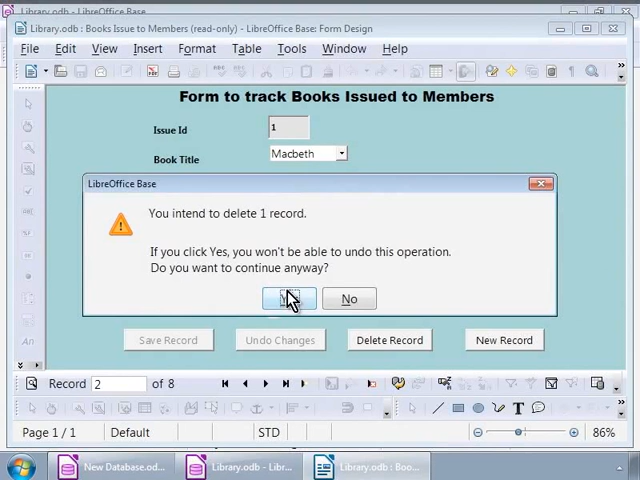 Library.odb - LibreOffice Base
Library.odb : Books Issue to Members (read-only) - LibreOffice Base: Form Design
File Edit View Insert Format Table Tools Window Help
Form to track Books Issued to Members
Issue Id 1
Book Title Macbeth
LibreOffice Base
You intend to delete 1 record.
If you click Yes, you won't be able to undo this operation.
Do you want to continue anyway?
No
Save Record Undo Changes Delete Record New Record
Record 2 of 8
Page 1 / 1 Default STD 86%
New Database.od... Library.odb - Libr... Library.odb : Boo...